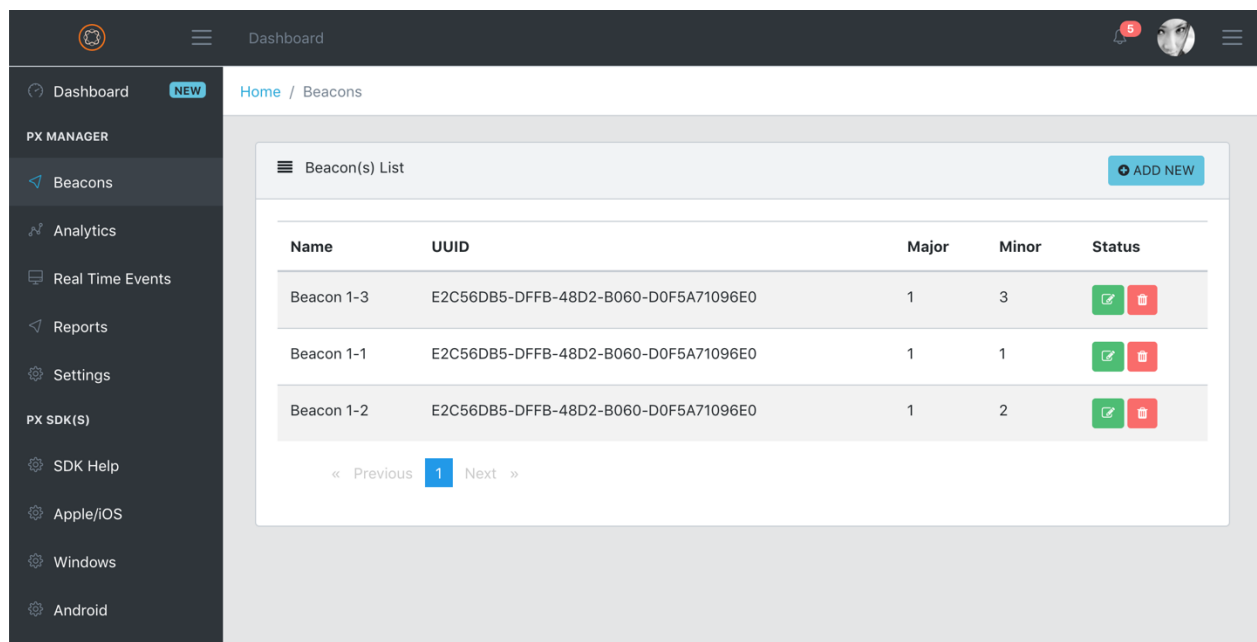 Dashboard
5
Dashboard NEW
Home / Beacons
PX MANAGER
Beacons
Analytics
Real Time Events
Reports
Settings
PX SDK(S)
SDK Help
Apple/iOS
Windows
Android
Beacon(s) List
ADD NEW
Name UUID Major Minor Status
Beacon 1-3 E2C56DB5-DFFB-48D2-B060-D0F5A71096E0 1 3
Beacon 1-1 E2C56DB5-DFFB-48D2-B060-D0F5A71096E0 1 1
Beacon 1-2 E2C56DB5-DFFB-48D2-B060-D0F5A71096E0 1 2
« Previous 1 Next »